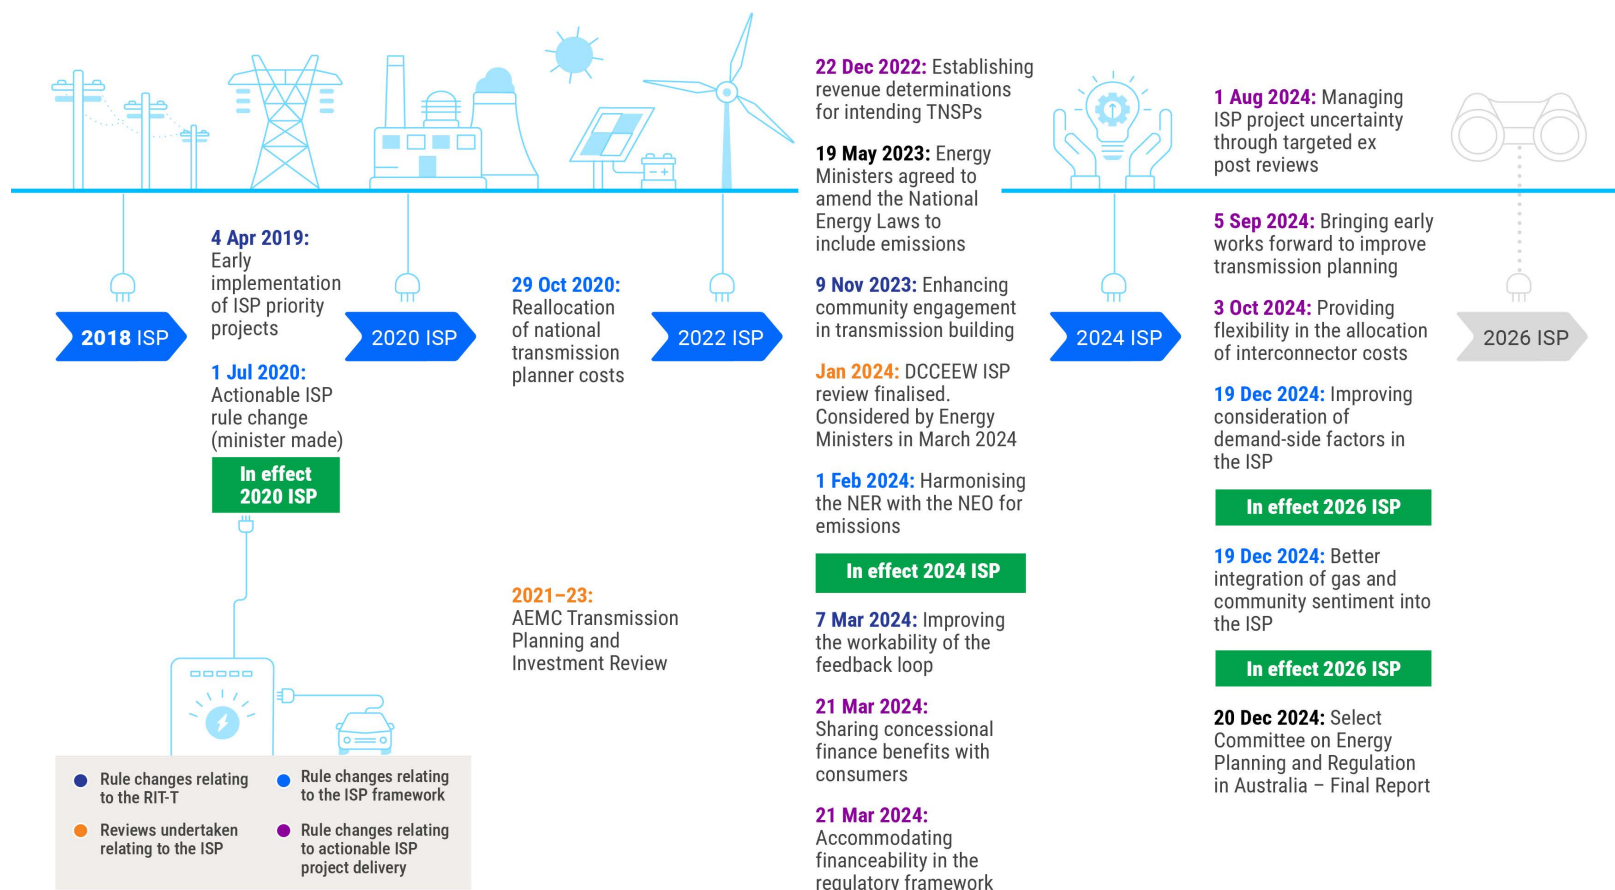 2018 ISP
4 Apr 2019:
Early
implementation
of ISP priority
projects
1 Jul 2020:
Actionable ISP
rule change
(minister made)
In effect
2020 ISP
2020 ISP
29 Oct 2020:
Reallocation
of national
transmission
planner costs
2021–23:
AEMC Transmission
Planning and
Investment Review
2022 ISP
22 Dec 2022: Establishing
revenue determinations
for intending TNSPs
19 May 2023: Energy
Ministers agreed to
amend the National
Energy Laws to
include emissions
9 Nov 2023: Enhancing
community engagement
in transmission building
Jan 2024: DCCEEW ISP
review finalised.
Considered by Energy
Ministers in March 2024
1 Feb 2024: Harmonising
the NER with the NEO for
emissions
In effect 2024 ISP
7 Mar 2024: Improving
the workability of the
feedback loop
21 Mar 2024:
Sharing concessional
finance benefits with
consumers
21 Mar 2024:
Accommodating
financeability in the
regulatory framework
2024 ISP
1 Aug 2024: Managing
ISP project uncertainty
through targeted ex
post reviews
5 Sep 2024: Bringing early
works forward to improve
transmission planning
3 Oct 2024: Providing
flexibility in the allocation
of interconnector costs
19 Dec 2024: Improving
consideration of
demand-side factors in
the ISP
In effect 2026 ISP
19 Dec 2024: Better
integration of gas and
community sentiment into
the ISP
In effect 2026 ISP
20 Dec 2024: Select
Committee on Energy
Planning and Regulation
in Australia – Final Report
2026 ISP
Rule changes relating
to the RIT-T
Rule changes relating
to the ISP framework
Reviews undertaken
relating to the ISP
Rule changes relating
to actionable ISP
project delivery